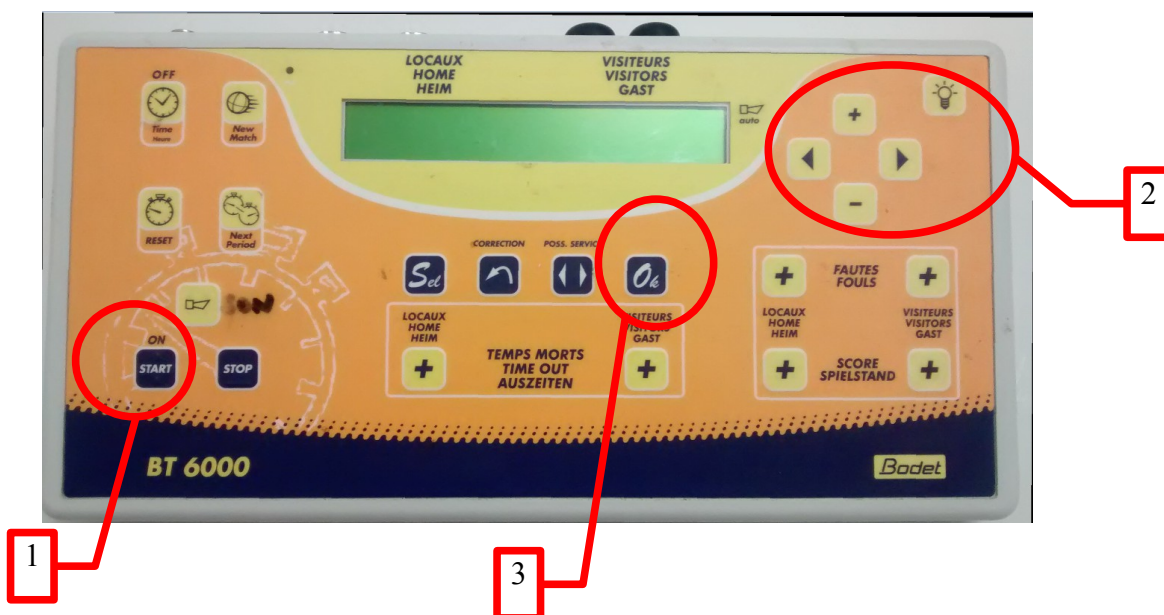 OFF
Time
Heure
New
Match
LOCAUX
HOME
HEIM
VISITEURS
VISITORS
GAST
auto
+
-
2
RESET
Next
Period
CORRECTION
POSS. SERVICE
Sel
Ok
SON
ON
START
STOP
LOCAUX
HOME
HEIM
+
TEMPS MORTS
TIME OUT
AUSZEITEN
VISITEURS
VISITORS
GAST
+
+
FAUTES
FOULS
+
LOCAUX
HOME
HEIM
VISITEURS
VISITORS
GAST
+
SCORE
SPIELSTAND
+
BT 6000
Bodet
1
3